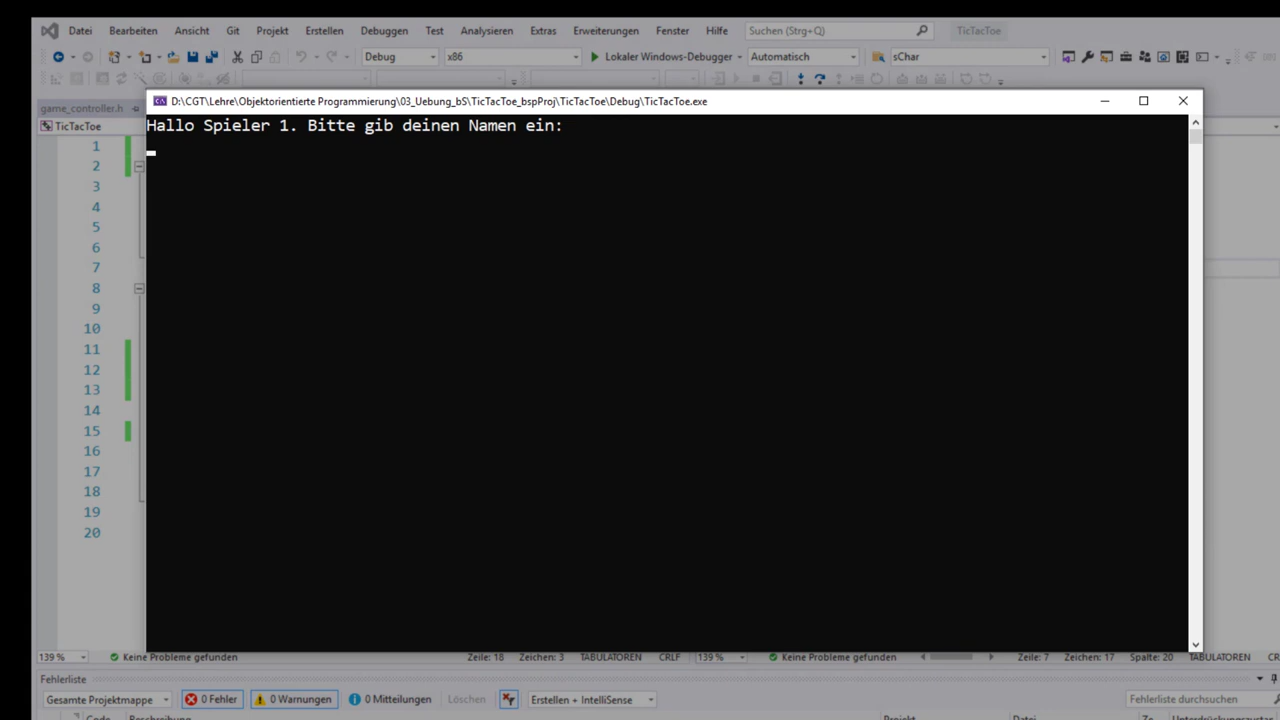 Datei Bearbeiten Ansicht Git Projekt Erstellen Debuggen Test Analysieren Extras Erweiterungen Fenster Hilfe Suchen (Strg+Q) TicTacToe
Debug x86 Lokaler Windows-Debugger Automatisch sChar
game_controller.h
D:\CGT\Lehre\Objektorientierte Programmierung\03_Uebung_bS\TicTacToe_bspProj\TicTacToe\Debug\TicTacToe.exe
TicTacToe
Hallo Spieler 1. Bitte gib deinen Namen ein:
1
2
3
4
5
6
7
8
9
10
11
12
13
14
15
16
17
18
19
20
139 % Keine Probleme gefunden Zeile: 18 Zeichen: 3 TABULATOREN CRLF 139 % Keine Probleme gefunden Zeile: 7 Zeichen: 17 Spalte: 20 TABULATOREN
Fehlerliste
Gesamte Projektmappe 0 Fehler 0 Warnungen 0 Mitteilungen Löschen Erstellen + IntelliSense Fehlerliste durchsuchen
Code Beschreibung Projekt Datei Ze